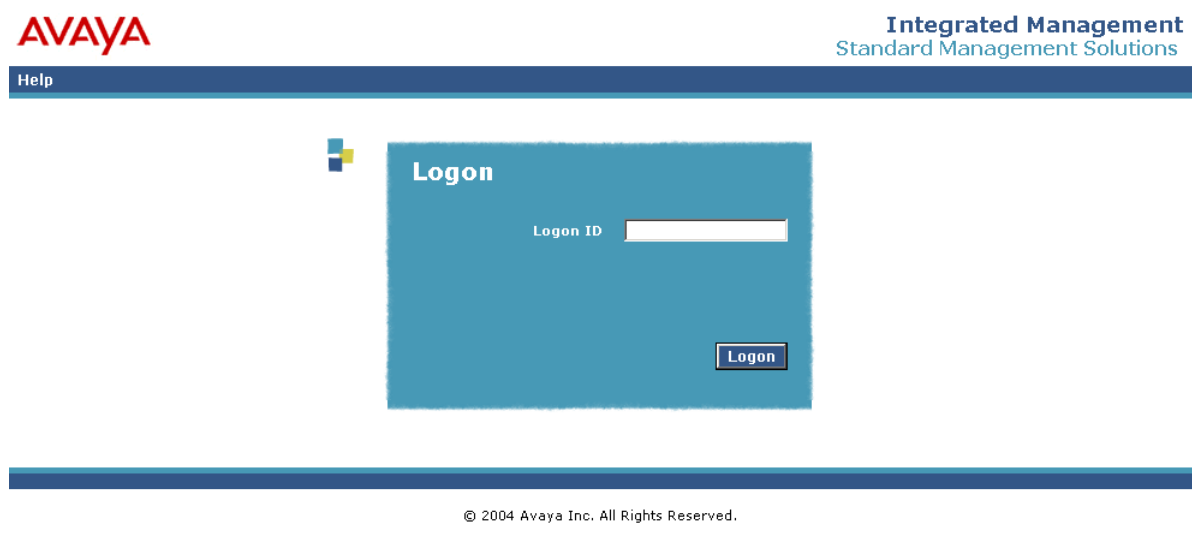 AVAYA
Integrated Management
Standard Management Solutions
Help
Logon
Logon ID
Logon
© 2004 Avaya Inc. All Rights Reserved.